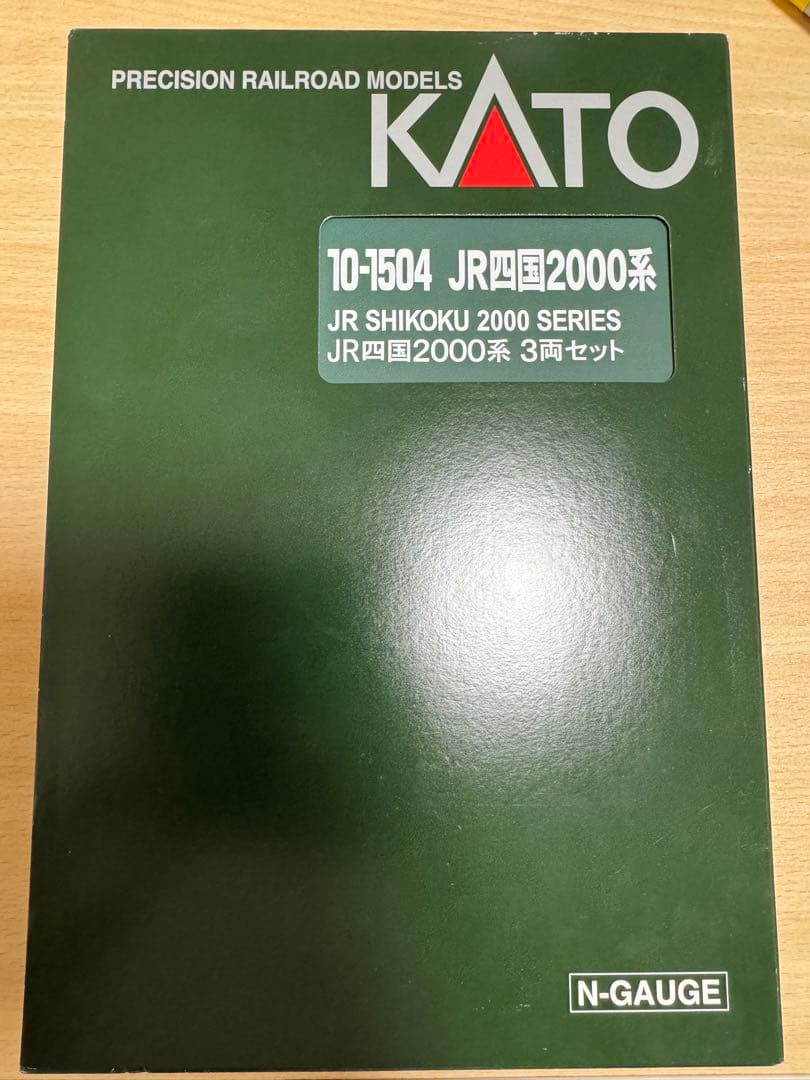 PRECISION RAILROAD MODELS
KATO
10-1504 JR四国2000系
JR SHIKOKU 2000 SERIES
JR四国2000系 3両セット
N-GAUGE